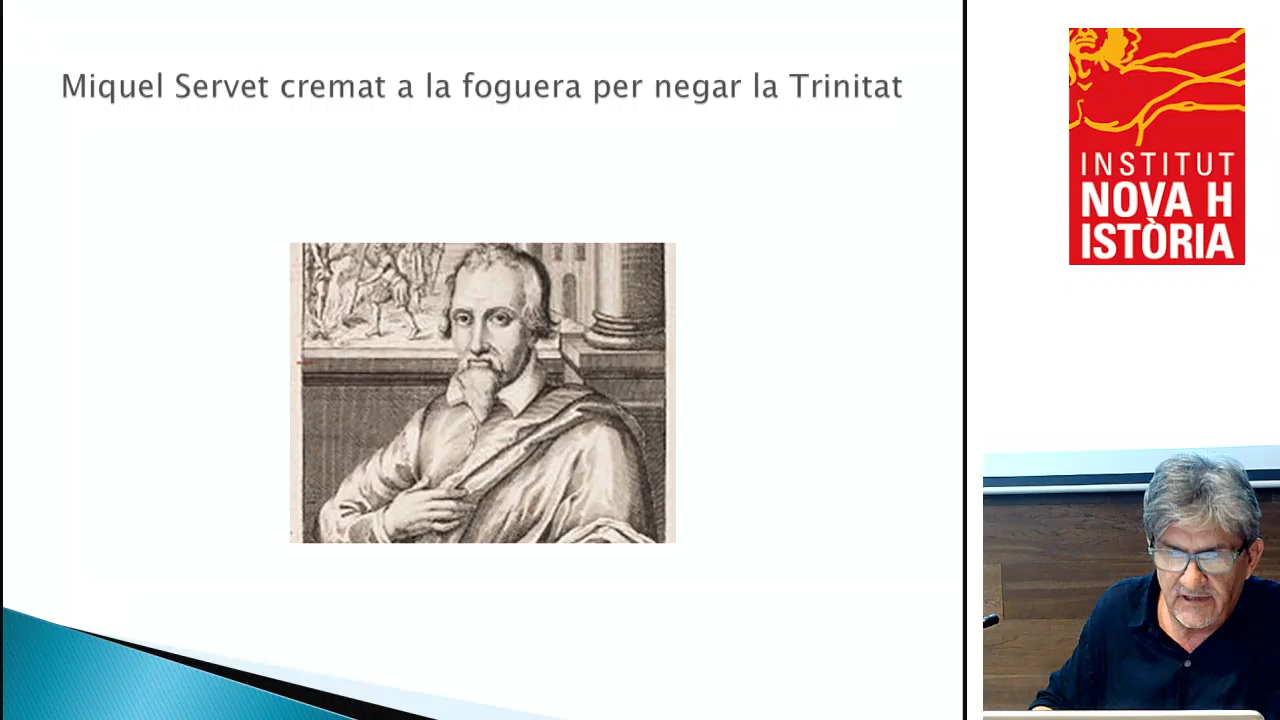 Miquel Servet cremat a la foguera per negar la Trinitat
INSTITUT
NOVA H
ISTÒRIA